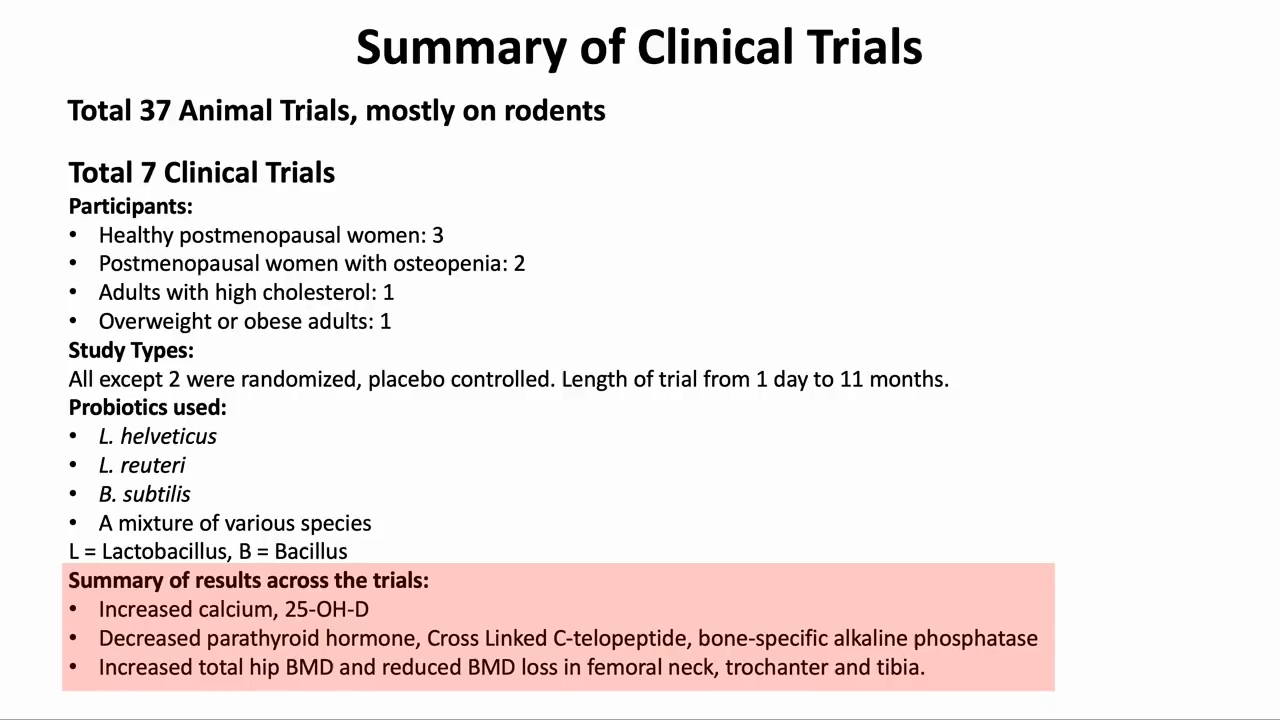 Summary of Clinical Trials
Total 37 Animal Trials, mostly on rodents
Total 7 Clinical Trials
Participants:
• Healthy postmenopausal women: 3
• Postmenopausal women with osteopenia: 2
• Adults with high cholesterol: 1
• Overweight or obese adults: 1
Study Types:
All except 2 were randomized, placebo controlled. Length of trial from 1 day to 11 months.
Probiotics used:
• L. helveticus
• L. reuteri
• B. subtilis
• A mixture of various species
L = Lactobacillus, B = Bacillus
Summary of results across the trials:
• Increased calcium, 25-OH-D
• Decreased parathyroid hormone, Cross Linked C-telopeptide, bone-specific alkaline phosphatase
• Increased total hip BMD and reduced BMD loss in femoral neck, trochanter and tibia.